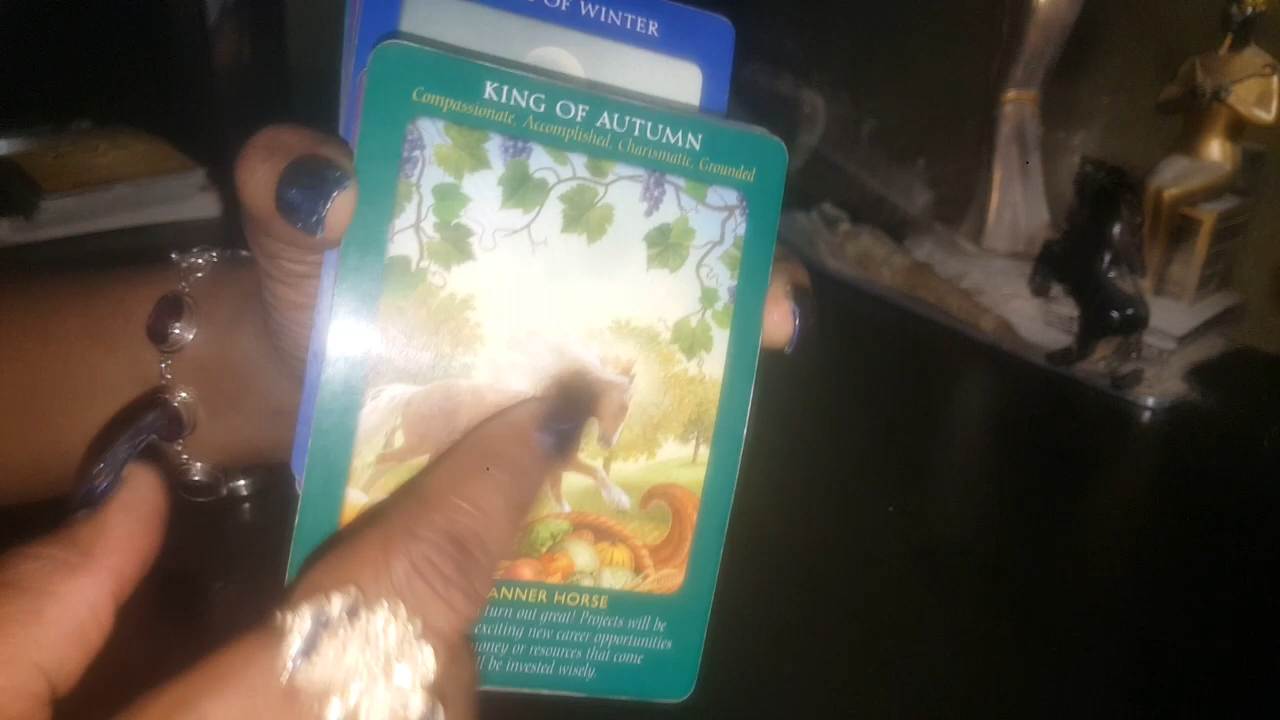 OF WINTER
KING OF AUTUMN
Compassionate, Accomplished, Charismatic, Grounded
ANNER HORSE
turn out great! Projects will be
exciting new career opportunities
money or resources that come
be invested wisely.